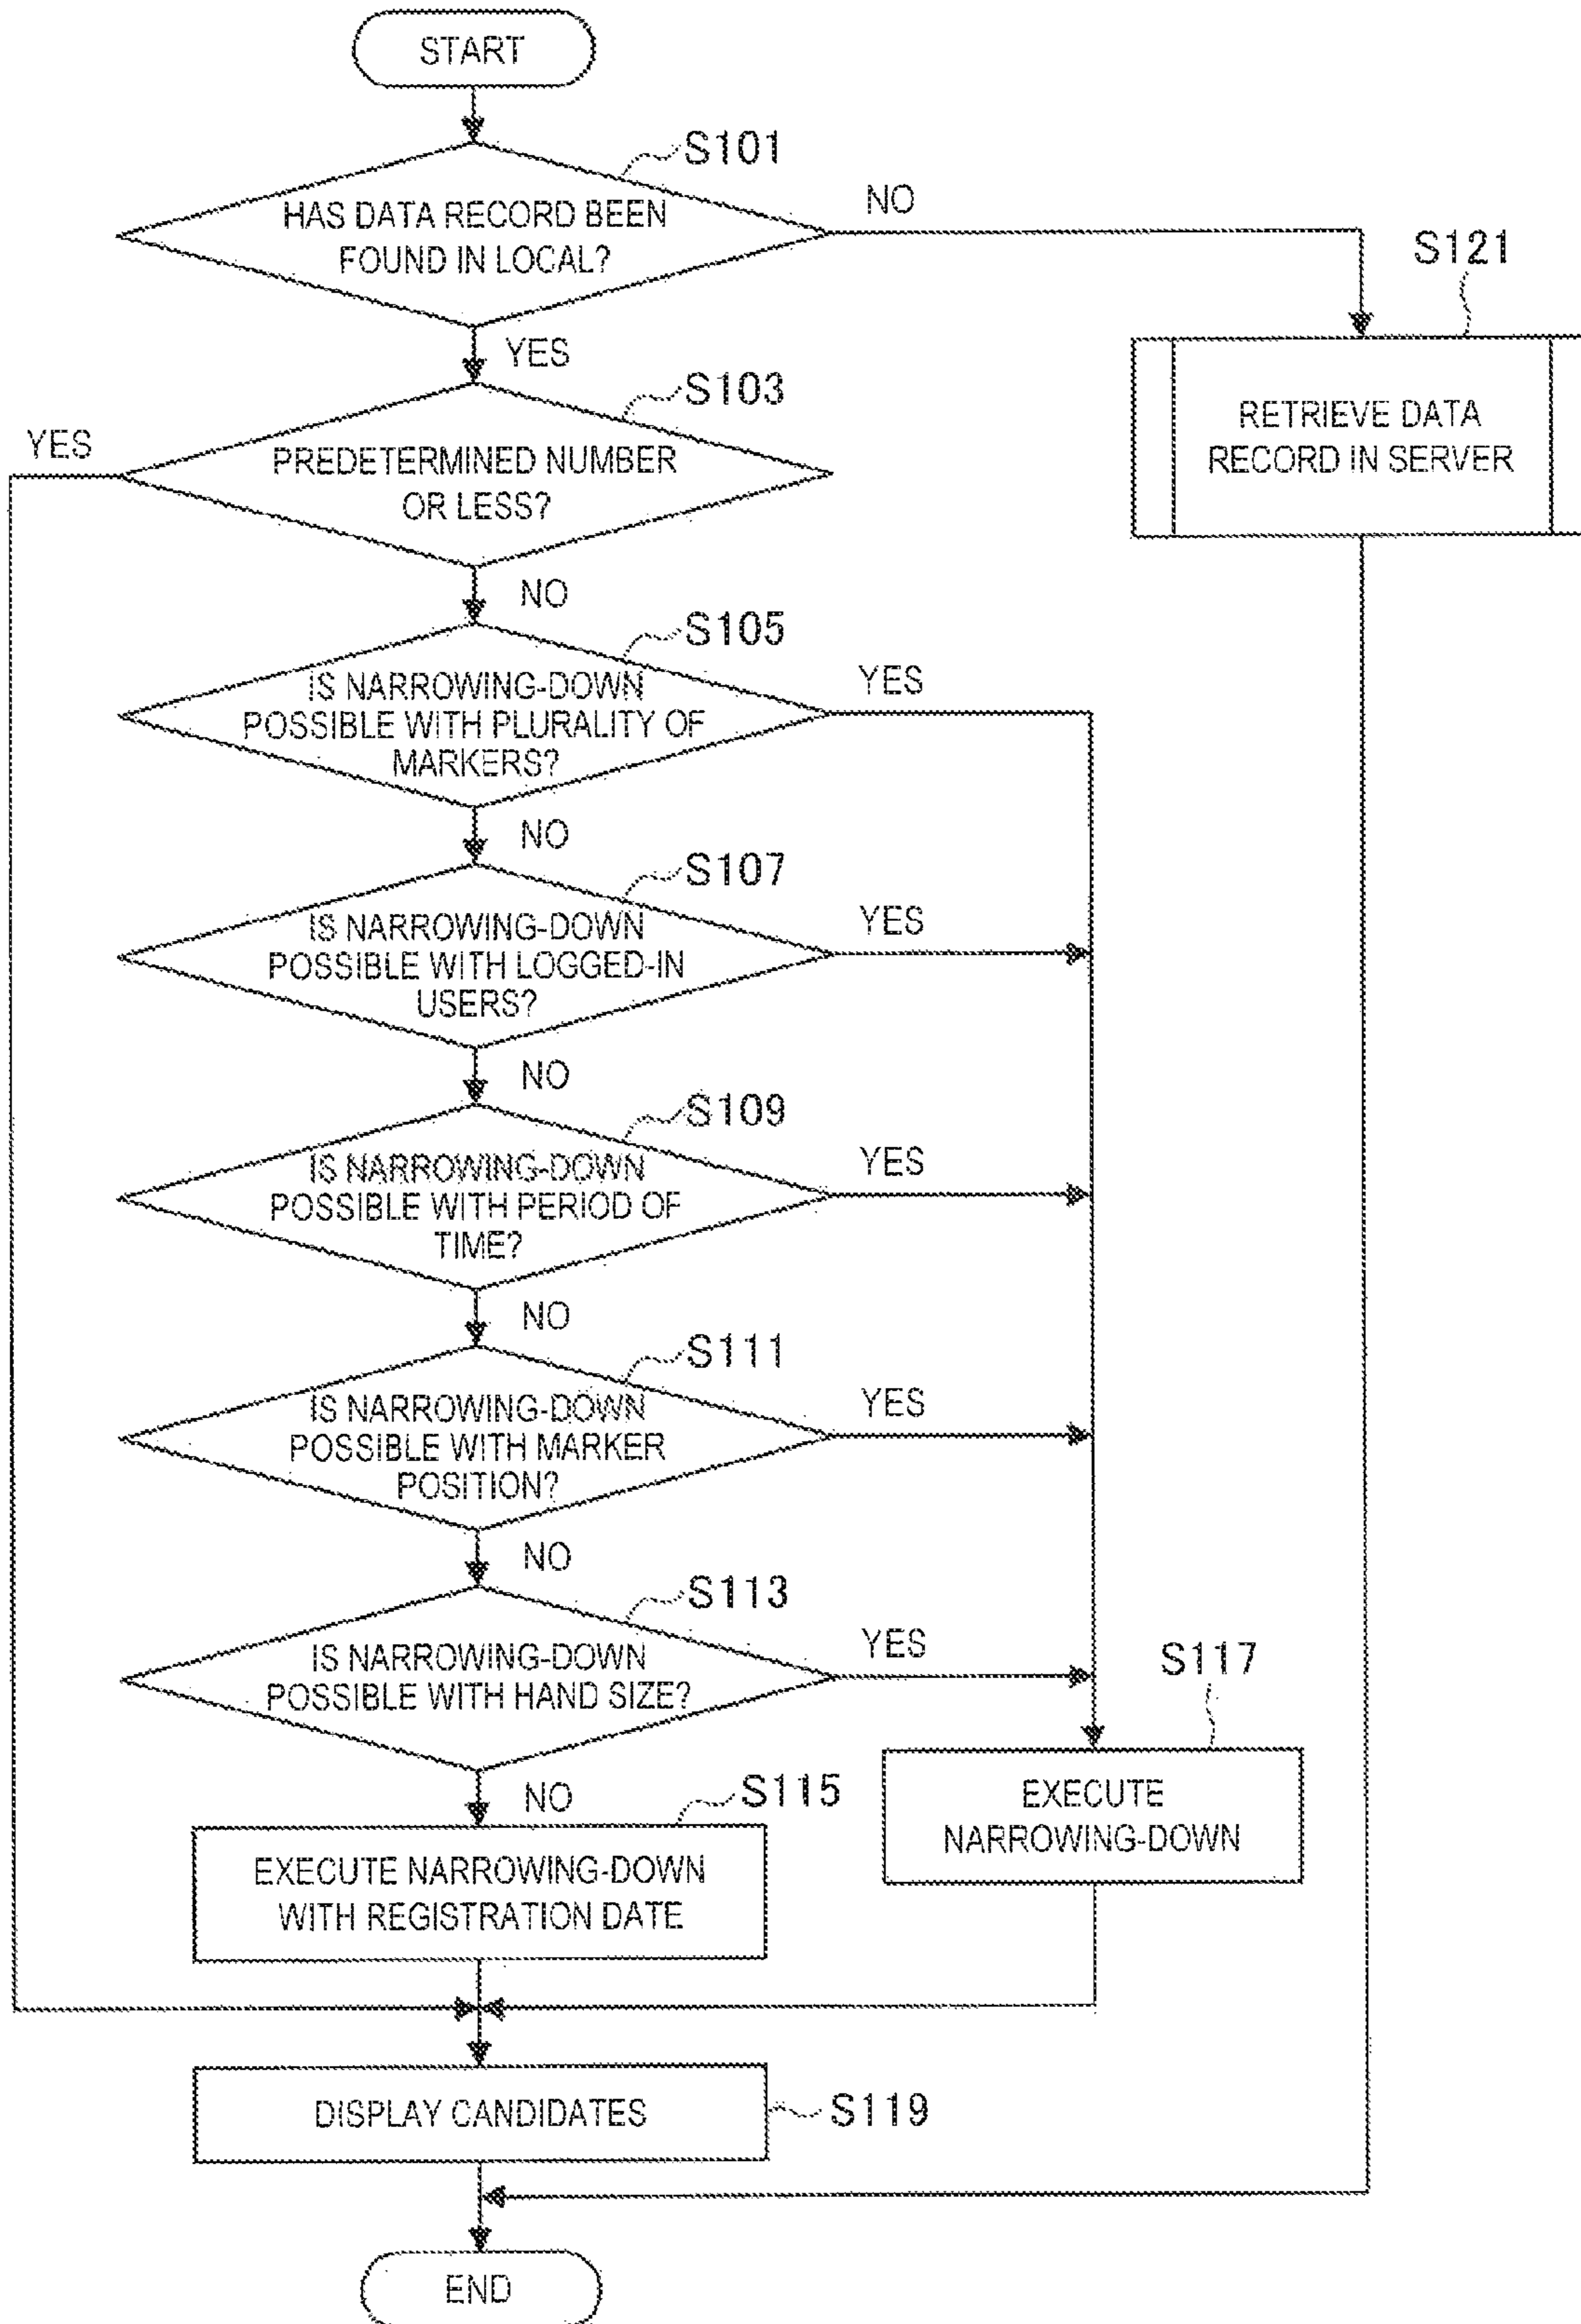 START
S101
HAS DATA RECORD BEEN
FOUND IN LOCAL?
NO
YES
S121
RETRIEVE DATA
RECORD IN SERVER
S103
PREDETERMINED NUMBER
OR LESS?
YES
NO
S105
IS NARROWING-DOWN
POSSIBLE WITH PLURALITY OF
MARKERS?
YES
NO
S107
IS NARROWING-DOWN
POSSIBLE WITH LOGGED-IN
USERS?
YES
NO
S109
IS NARROWING-DOWN
POSSIBLE WITH PERIOD OF
TIME?
YES
NO
S111
IS NARROWING-DOWN
POSSIBLE WITH MARKER
POSITION?
YES
NO
S113
IS NARROWING-DOWN
POSSIBLE WITH HAND SIZE?
YES
NO
S117
EXECUTE
NARROWING-DOWN
S115
EXECUTE NARROWING-DOWN
WITH REGISTRATION DATE
DISPLAY CANDIDATES
S119
END